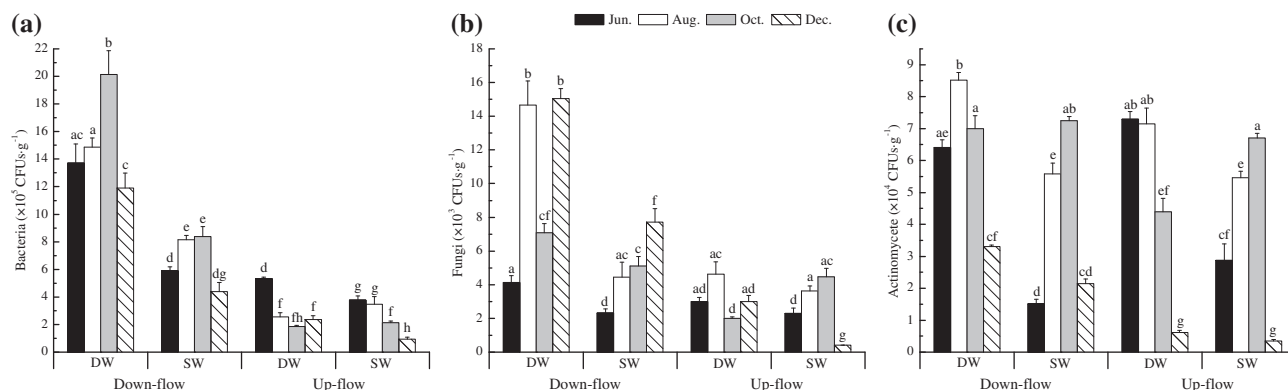 Jun. Aug. Oct. Dec.
(a)
22
20
18
16
14
12
10
8
6
4
2
0
Bacteria (×10⁵ CFUs·g⁻¹)
ac a b c
d e e dg
d f fh f
g g f h
DW SW DW SW
Down-flow Up-flow
(b)
18
16
14
12
10
8
6
4
2
0
Fungi (×10³ CFUs·g⁻¹)
a b cf b
d ac c f
ad ac d ad
d a ac g
DW SW DW SW
Down-flow Up-flow
(c)
9
8
7
6
5
4
3
2
1
0
Actinomycete (×10⁴ CFUs·g⁻¹)
ae b a cf
d e ab cd
ab ab ef g
cf e a g
DW SW DW SW
Down-flow Up-flow